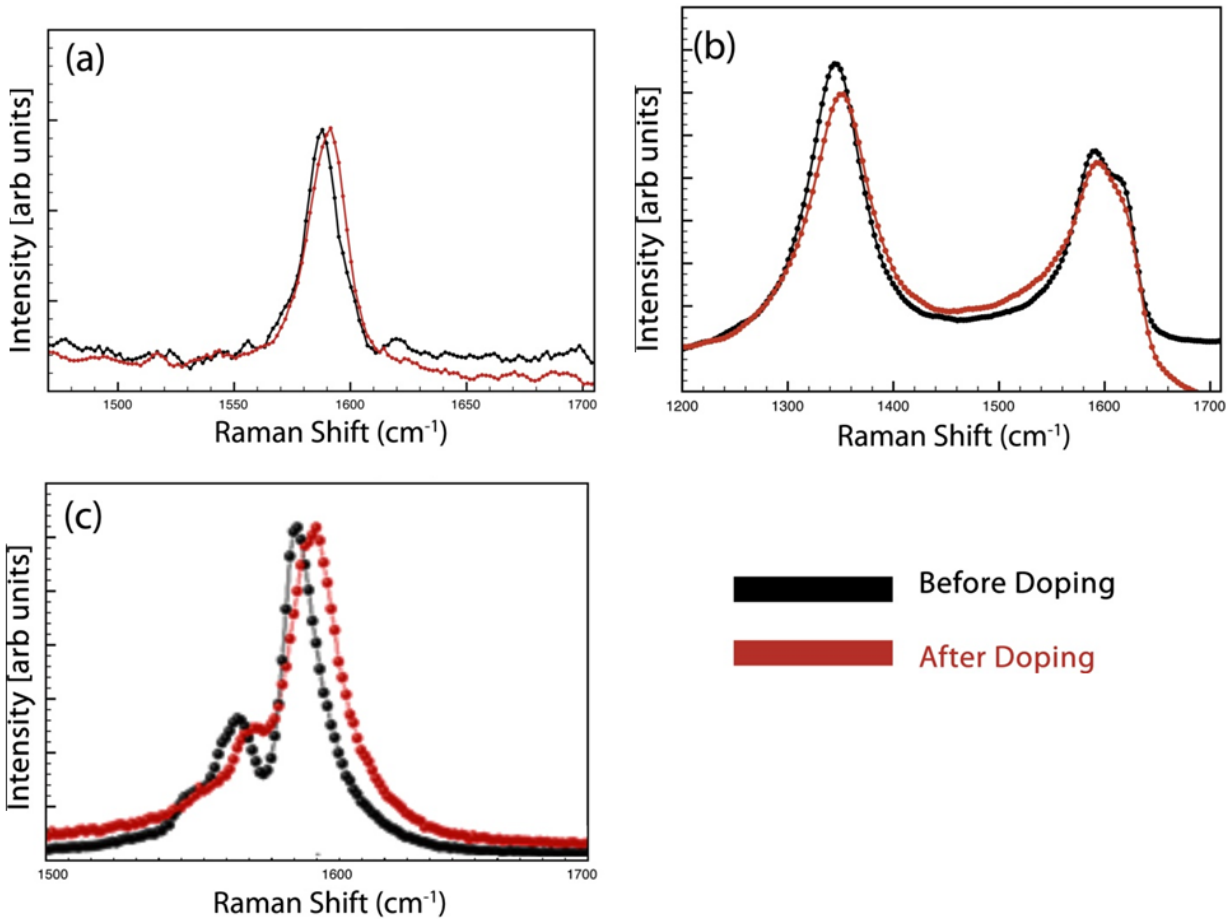 (a)
Intensity [arb units]
1500 1550 1600 1650 1700
Raman Shift (cm⁻¹)
(b)
Intensity [arb units]
1200 1300 1400 1500 1600 1700
Raman Shift (cm⁻¹)
(c)
Intensity [arb units]
1500 1600 1700
Raman Shift (cm⁻¹)
Before Doping
After Doping